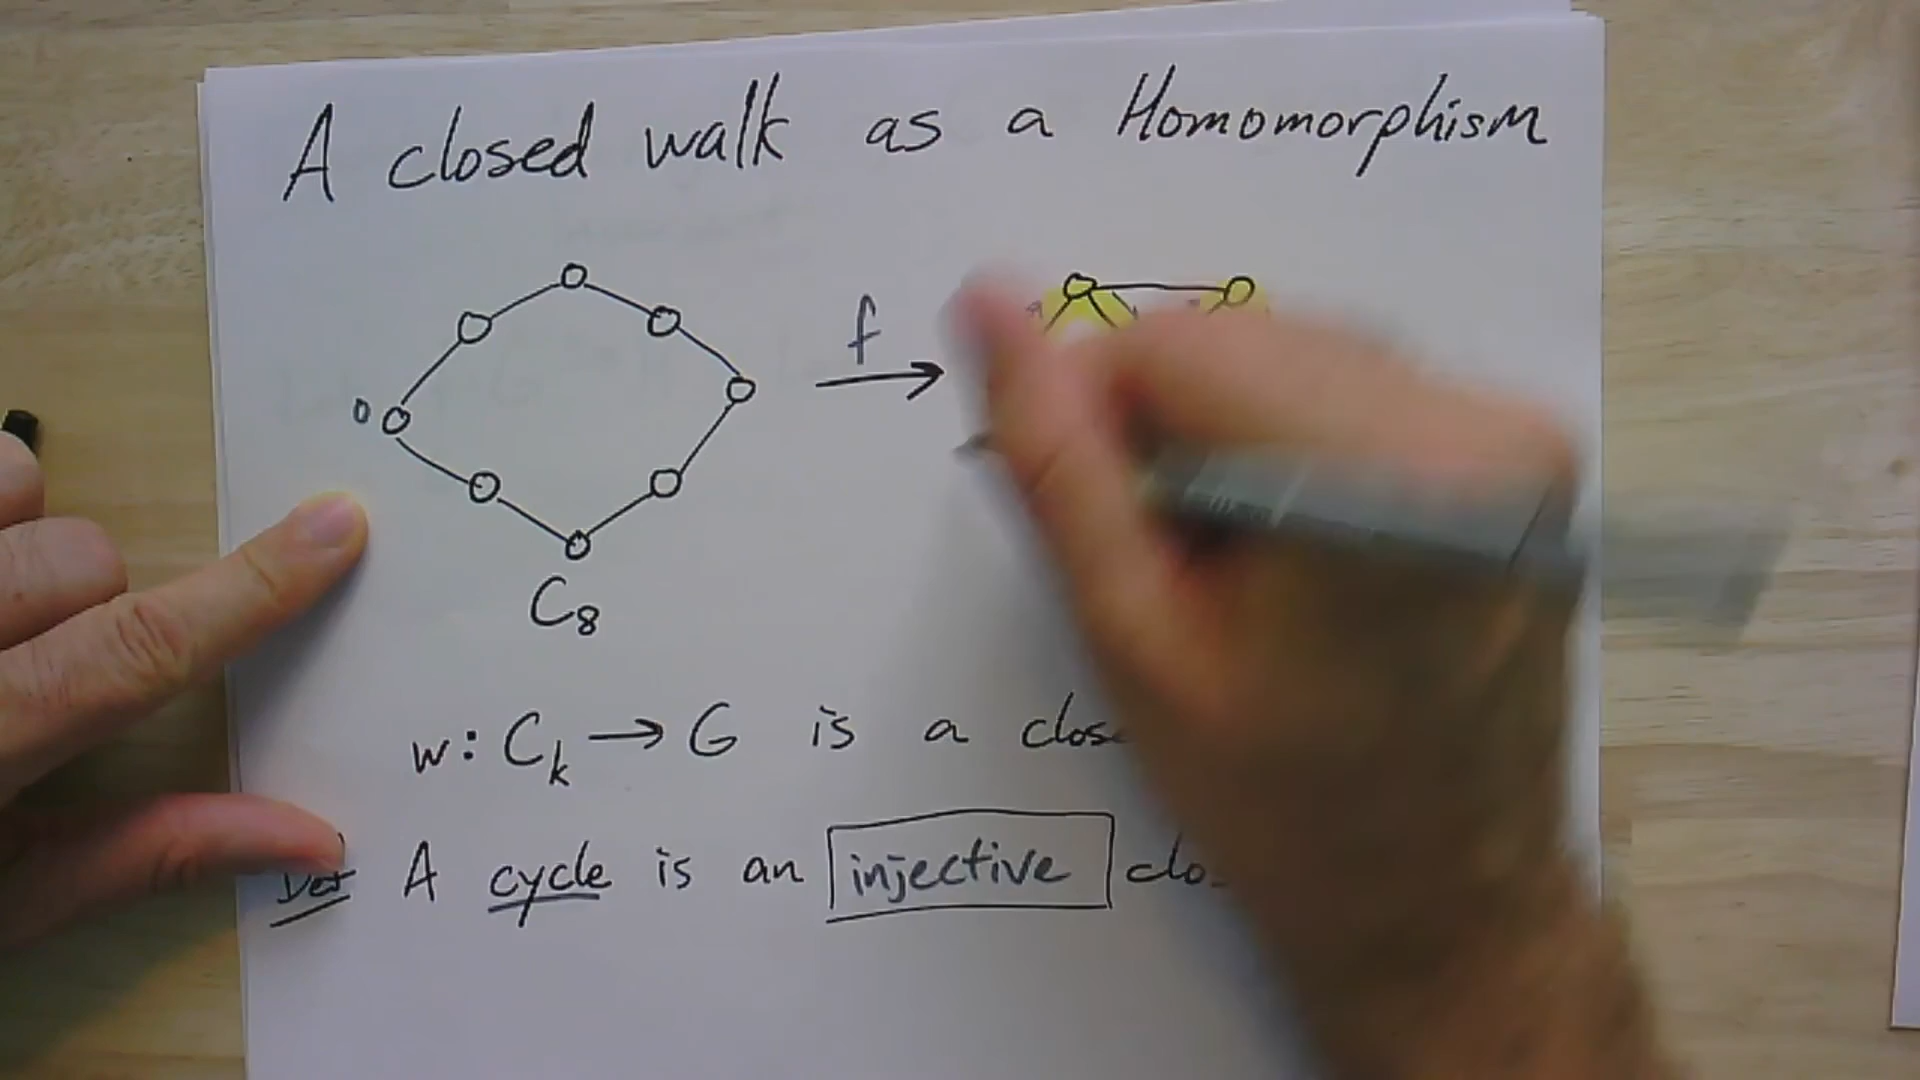 A closed walk as a Homomorphism
f
0
C8
w: Ck → G is a
Def A cycle is an injective